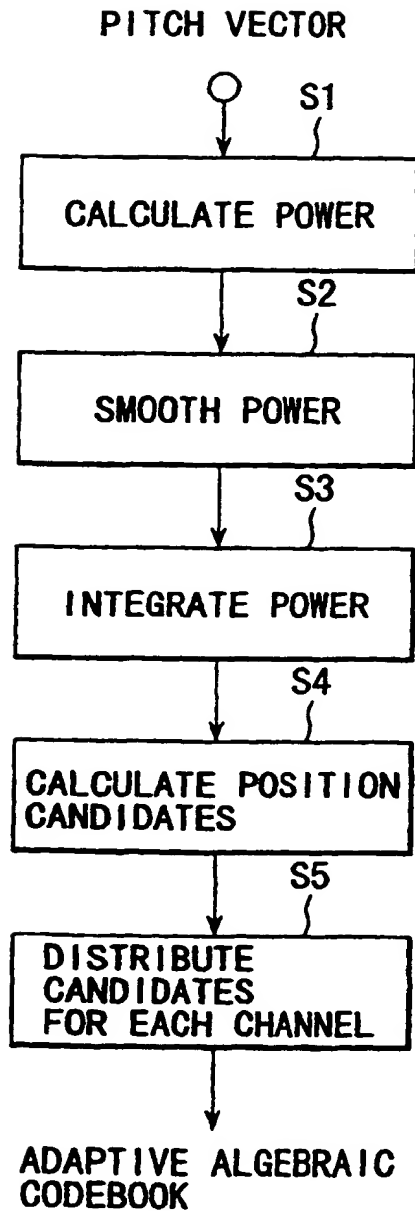 PITCH VECTOR
S1
CALCULATE POWER
S2
SMOOTH POWER
S3
INTEGRATE POWER
S4
CALCULATE POSITION
CANDIDATES
S5
DISTRIBUTE
CANDIDATES
FOR EACH CHANNEL
ADAPTIVE ALGEBRAIC
CODEBOOK